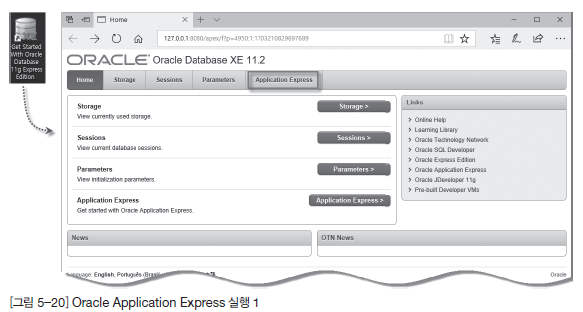 Get Started
With Oracle
Database
11g Express
Edition
Home
127.0.0.1:8080/apex/f?p=4950:1:1703210029697689
ORACLE Database XE 11.2
Home Storage Sessions Parameters Application Express
Storage
View currently used storage.
Storage >
Sessions
View current database sessions.
Sessions >
Parameters
View initialization parameters.
Parameters >
Application Express
Get started with Oracle Application Express.
Application Express >
Links
> Online Help
> Learning Library
> Oracle Technology Network
> Oracle SQL Developer
> Oracle Express Edition
> Oracle Application Express
> Oracle JDeveloper 11g
> Pre-built Developer VMs
News
OTN News
Language: English, Português
Oracle
[그림 5–20] Oracle Application Express 실행 1